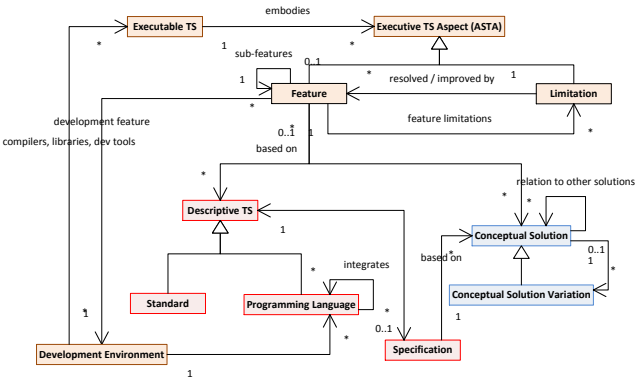 embodies
Executable TS
Executive TS Aspect (ASTA)
*
1
*
sub-features
0..1
1
*
resolved / improved by
1
Feature
Limitation
*
development feature
feature limitations
*
0..1
1
*
compilers, libraries, dev tools
based on
*
*
*
relation to other solutions
Descriptive TS
1
Conceptual Solution
*
based on
0..1
1
integrates
*
*
Standard
Programming Language
Conceptual Solution Variation
*
1
*
0..1
1
*
Development Environment
Specification
1